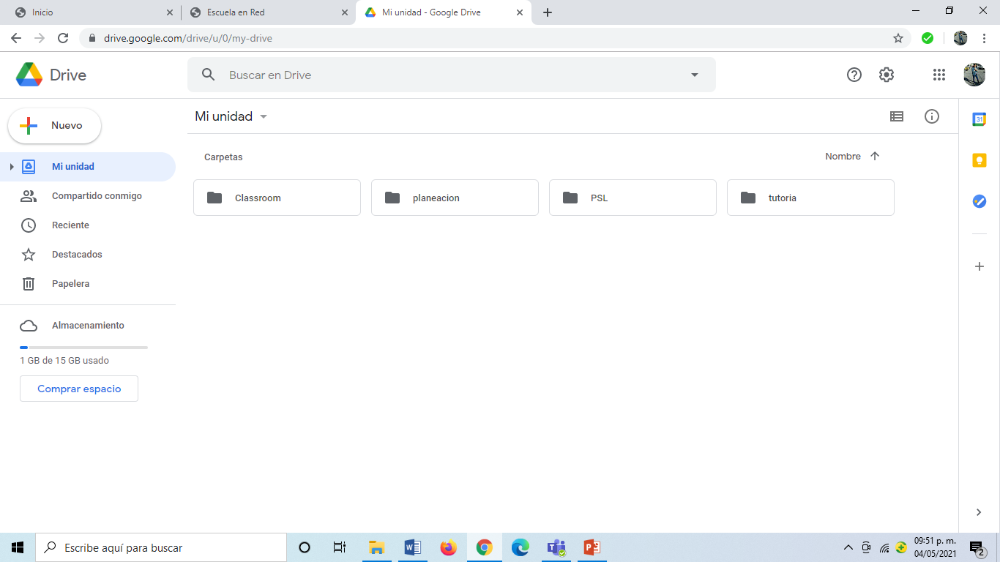 Inicio
Escuela en Red
Mi unidad - Google Drive
drive.google.com/drive/u/0/my-drive
Drive
Buscar en Drive
Nuevo
Mi unidad
Compartido conmigo
Reciente
Destacados
Papelera
Almacenamiento
1 GB de 15 GB usado
Comprar espacio
Mi unidad
Carpetas
Nombre
Classroom
planeacion
PSL
tutoria
31
Escribe aquí para buscar
09:51 p. m.
04/05/2021
2